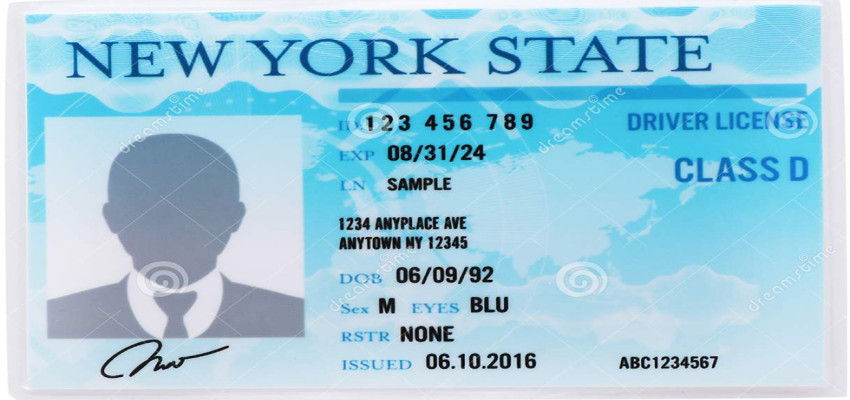 NEW YORK STATE
ID: 123 456 789
DRIVER LICENSE
EXP 08/31/24
CLASS D
LN SAMPLE
1234 ANYPLACE AVE
ANYTOWN NY 12345
DOB 06/09/92
Sex M EYES BLU
RSTR NONE
ISSUED 06.10.2016
ABC1234567
dreamstime
dreamstime
dreamstime
dreamstime